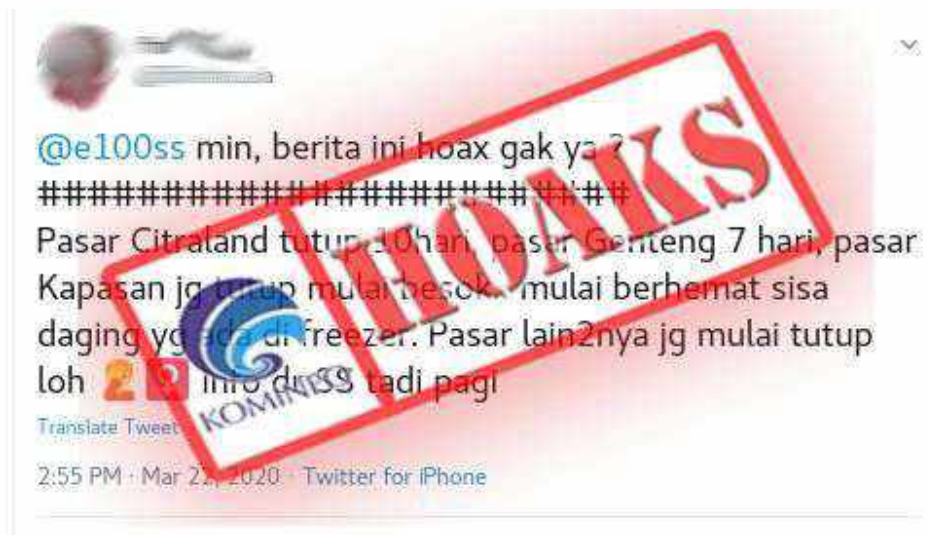 @e100ss min, berita ini hoax gak ya ?
############################
Pasar Citraland tutup 10hari, pasar Genteng 7 hari, pasar
Kapasan jg tutup mulai besok. mulai berhemat sisa
daging yg ada di freezer. Pasar lain2nya jg mulai tutup
loh info dr SS tadi pagi
Translate Tweet
2:55 PM · Mar 22, 2020 · Twitter for iPhone
HOAKS
KOMINFO